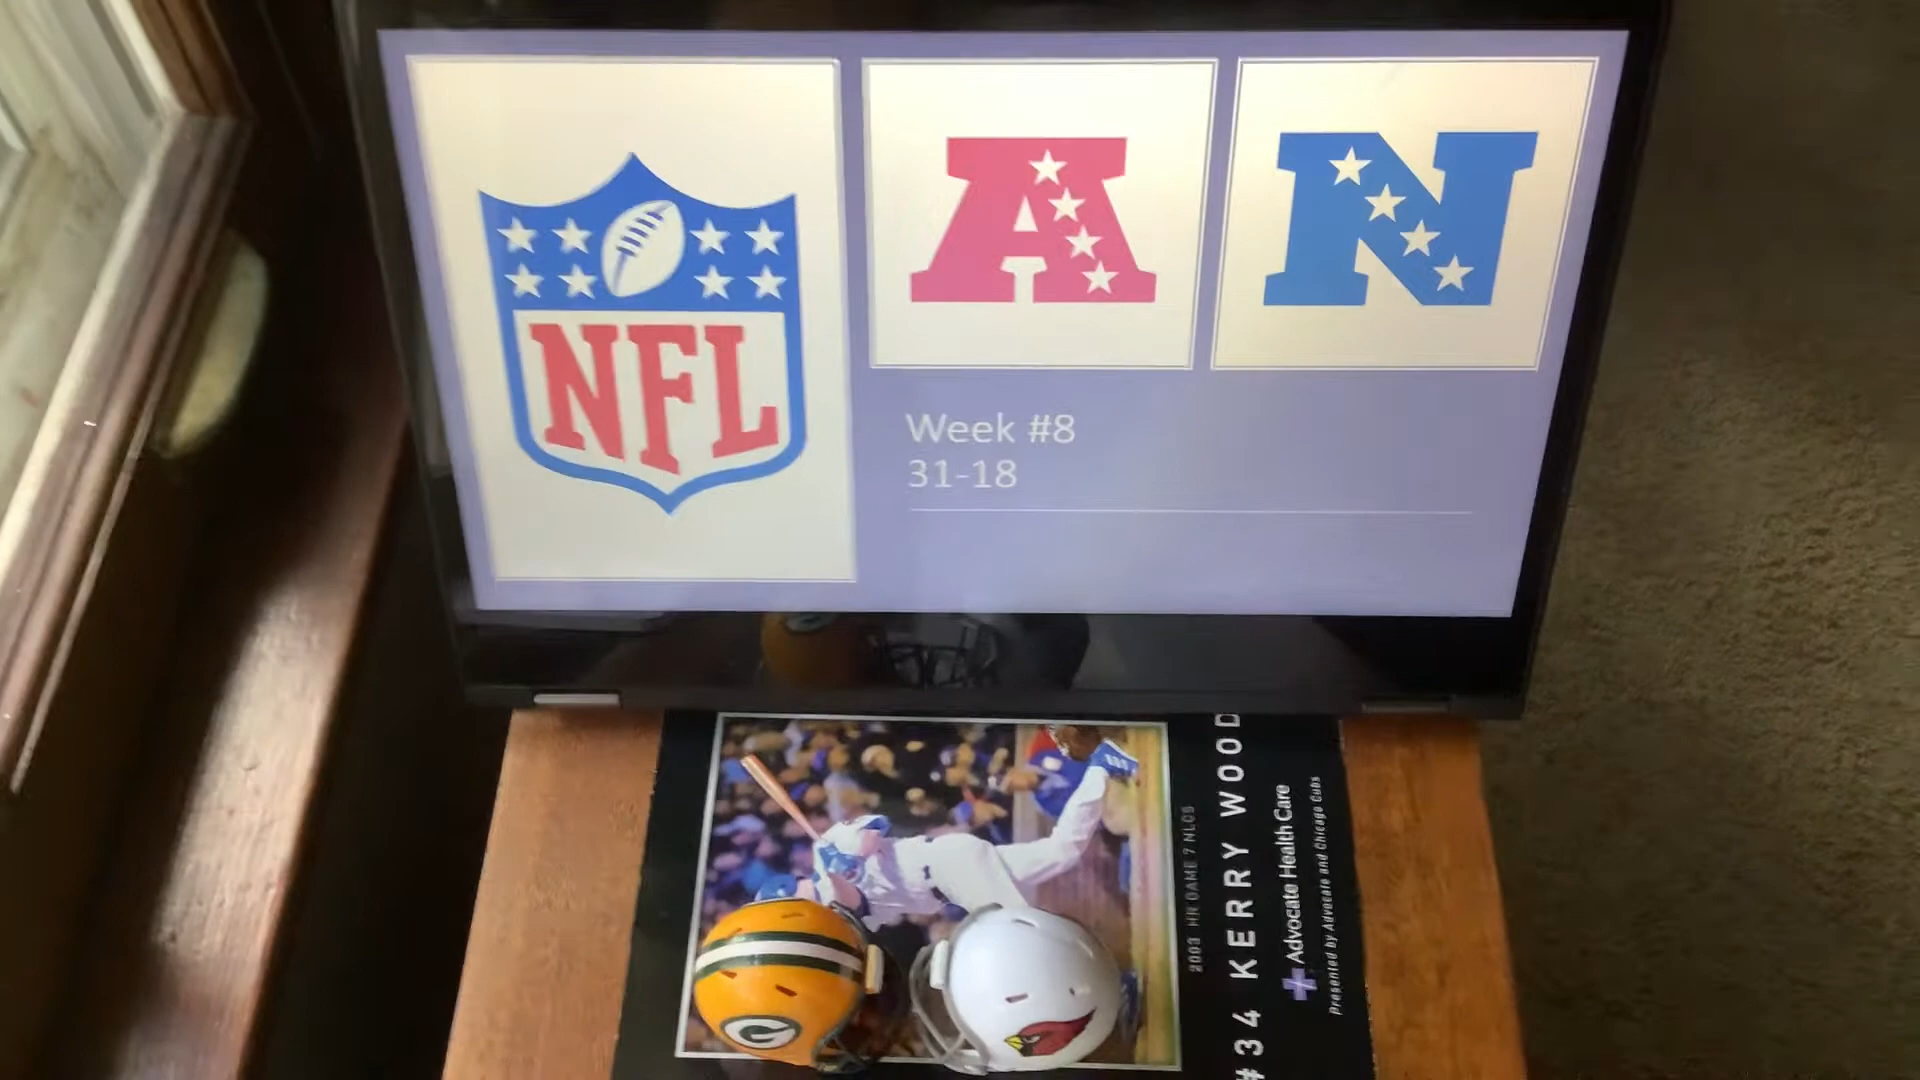 NFL
A
N
Week #8
31-18
2003 HR GAME 7 NLCS
#34 KERRY WOOD
Advocate Health Care
Presented by Advocate and Chicago Cubs
G